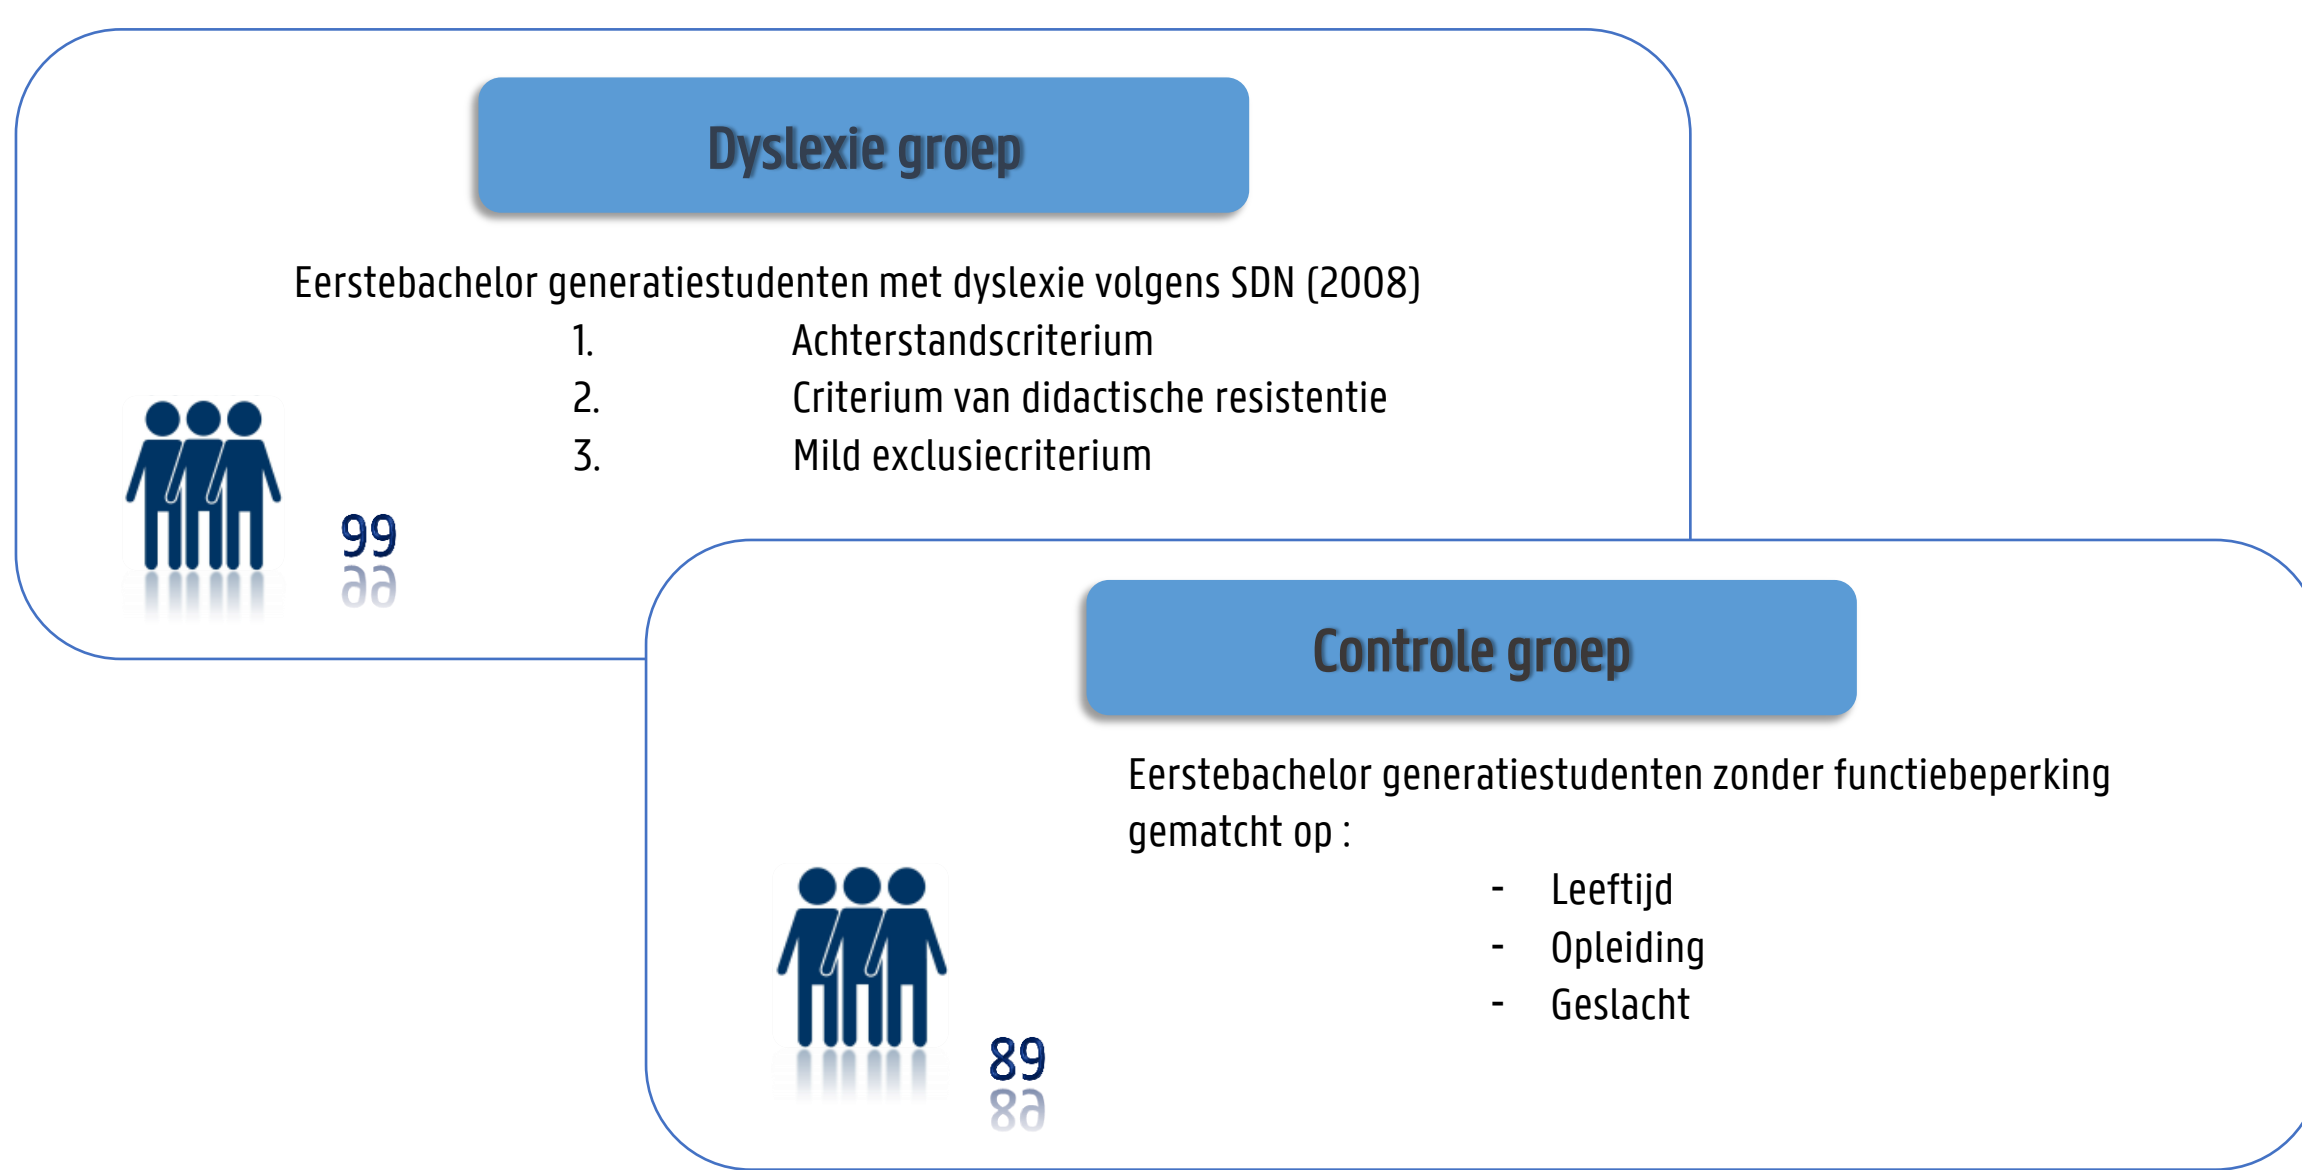 Dyslexie groep
Eerstebachelor generatiestudenten met dyslexie volgens SDN (2008)
1. Achterstandscriterium
2. Criterium van didactische resistentie
3. Mild exclusiecriterium
99
Controle groep
Eerstebachelor generatiestudenten zonder functiebeperking
gematcht op :
- Leeftijd
- Opleiding
- Geslacht
89